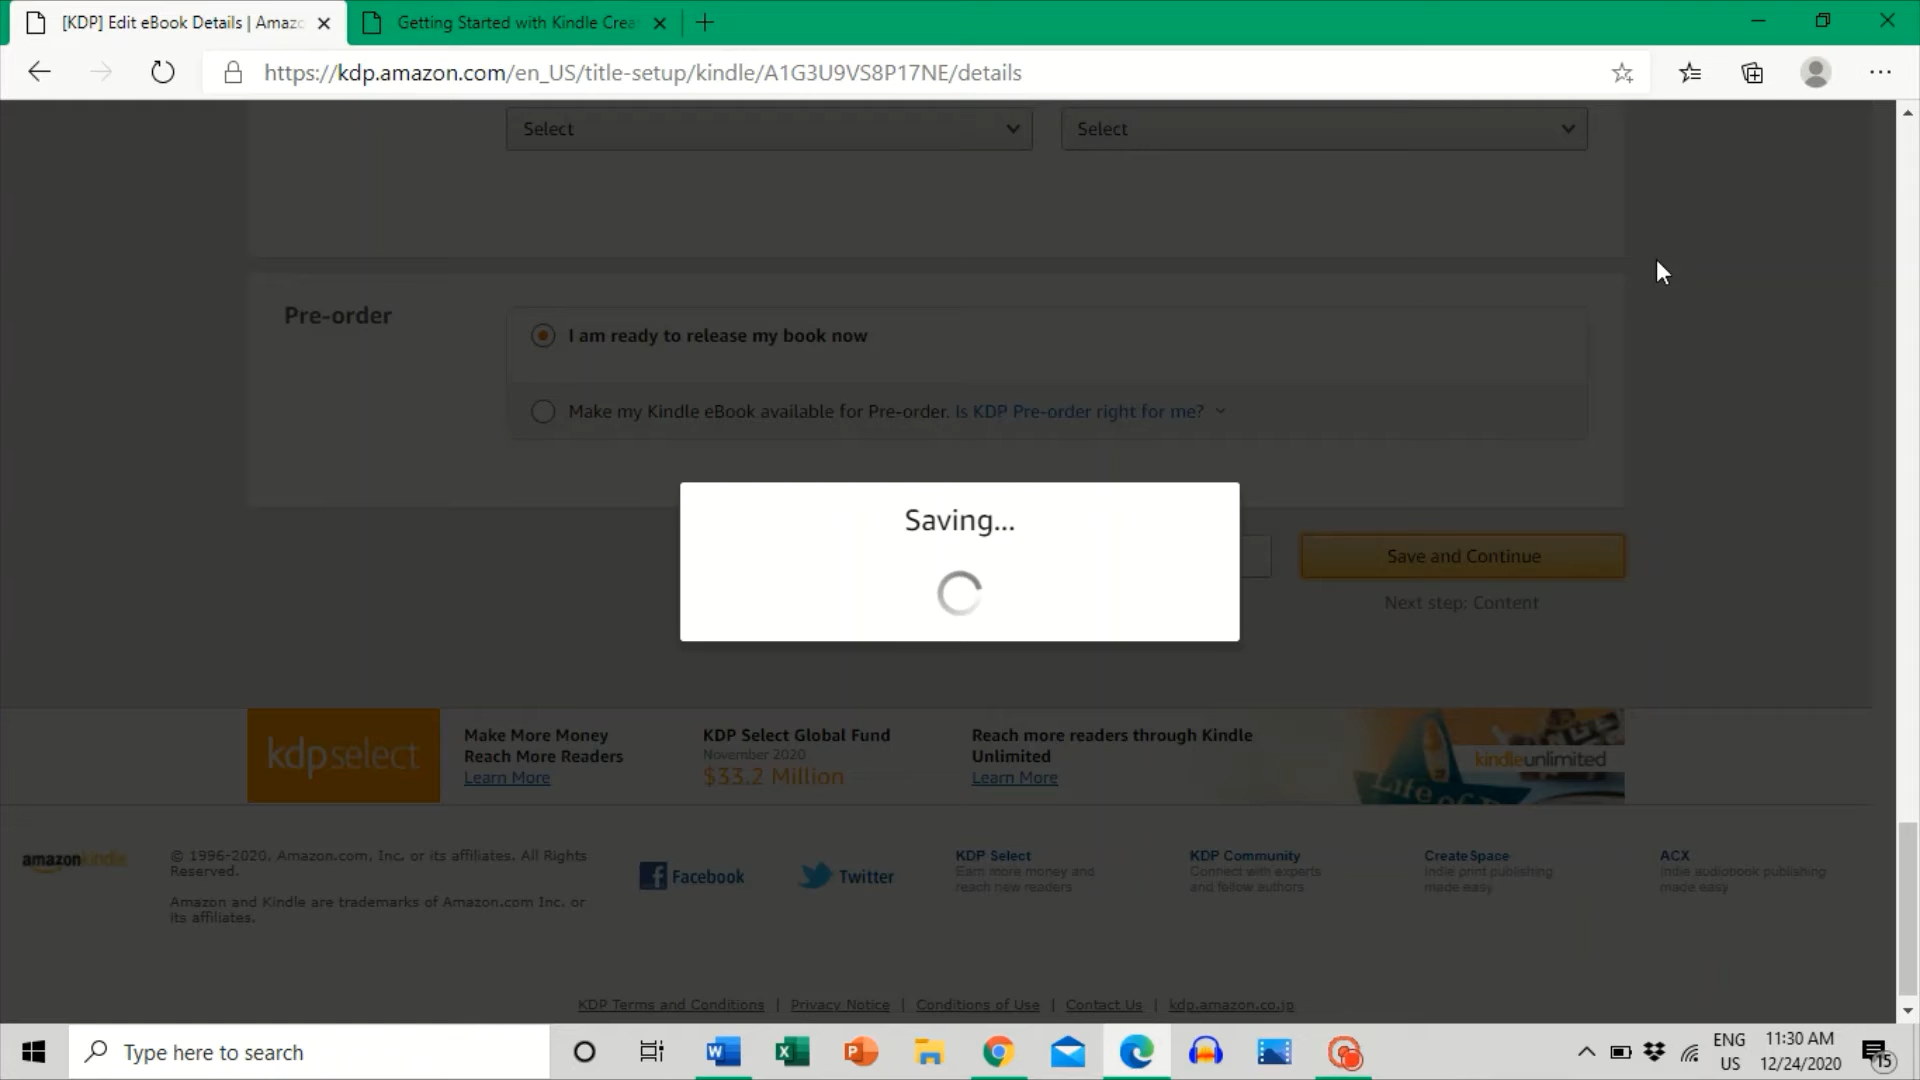 [KDP] Edit eBook Details | Amazo
Getting Started with Kindle Crea
https://kdp.amazon.com/en_US/title-setup/kindle/A1G3U9VS8P17NE/details
Select
Select
Pre-order
I am ready to release my book now
Make my Kindle eBook available for Pre-order. Is KDP Pre-order right for me?
Saving...
Save and Continue
Next step: Content
kdpselect
Make More Money
Reach More Readers
Learn More
KDP Select Global Fund
November 2020
$33.2 Million
Reach more readers through Kindle
Unlimited
Learn More
Life of
kindleunlimited
amazonkindle
© 1996-2020, Amazon.com, Inc. or its affiliates. All Rights
Reserved.
Amazon and Kindle are trademarks of Amazon.com Inc. or
its affiliates.
Facebook
Twitter
KDP Select
Earn more money and
reach new readers
KDP Community
Connect with experts
and fellow authors
CreateSpace
Indie print publishing
made easy
ACX
Indie audiobook publishing
made easy
KDP Terms and Conditions | Privacy Notice | Conditions of Use | Contact Us | kdp.amazon.co.jp
Type here to search
ENG
US
11:30 AM
12/24/2020
15